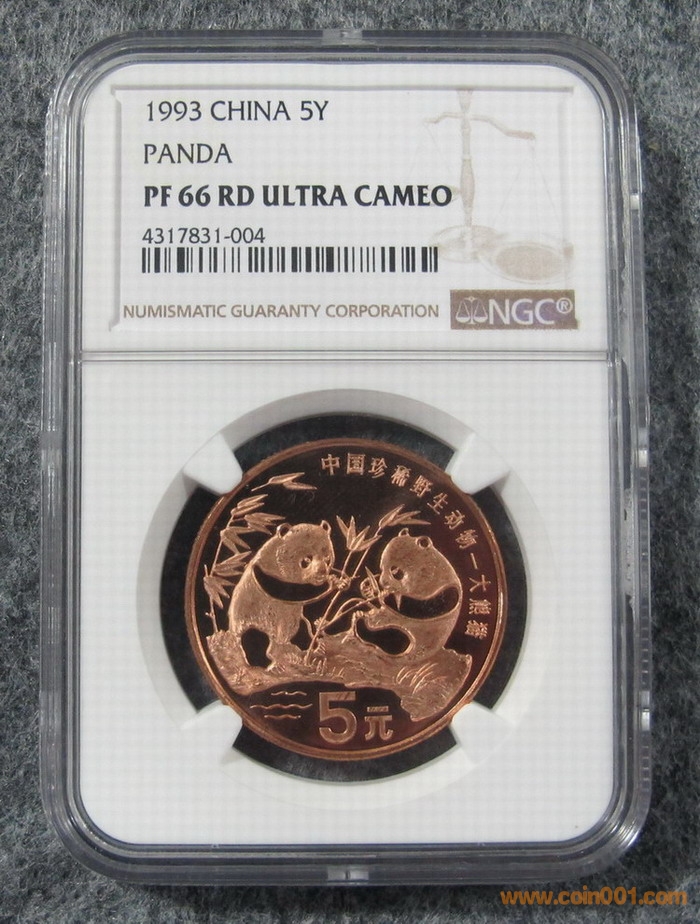 1993 CHINA 5Y
PANDA
PF 66 RD ULTRA CAMEO
4317831-004
NUMISMATIC GUARANTY CORPORATION
NGC®
中国珍稀野生动物—大熊猫
5元
www.coin001.com